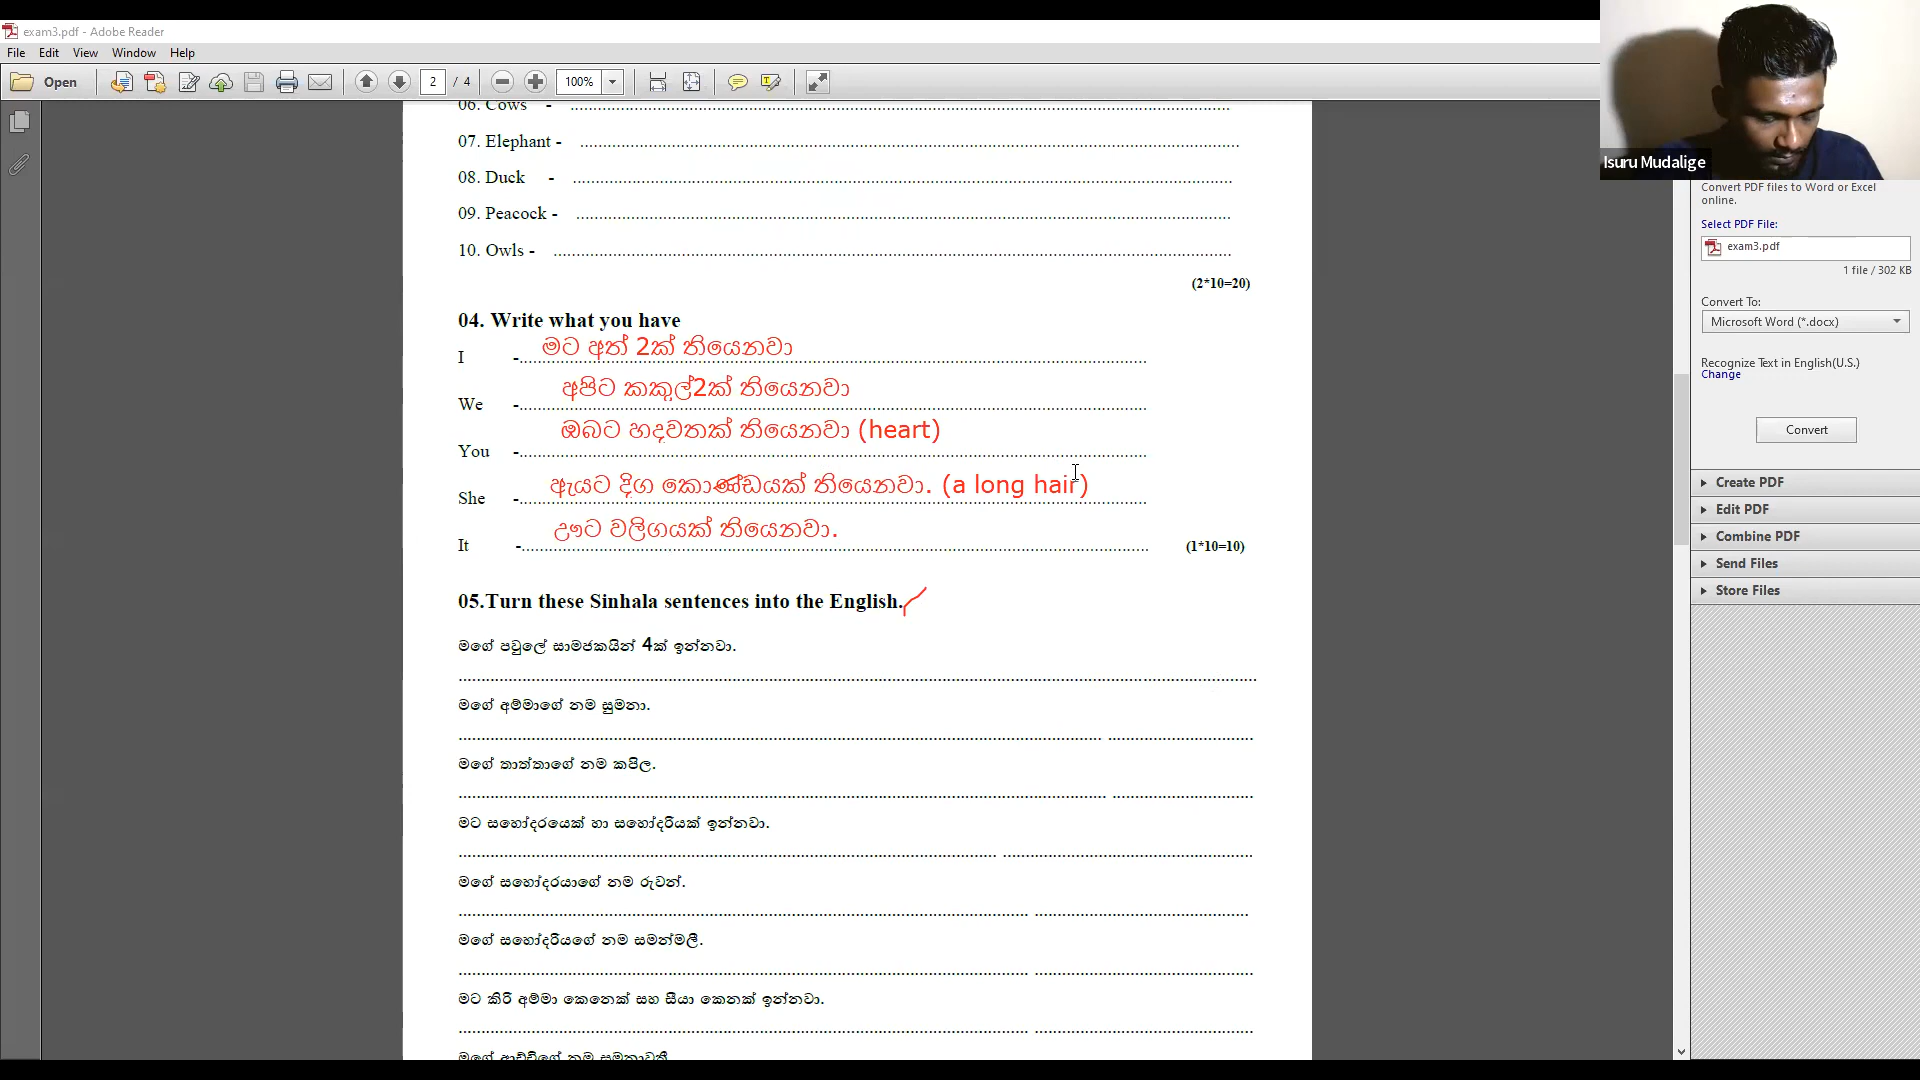 exam3.pdf - Adobe Reader
File Edit View Window Help
Open 2 / 4 100%
Isuru Mudalige
06. Cows - ............
07. Elephant - ............
08. Duck - ............
09. Peacock - ............
10. Owls - ............
(2*10=20)
04. Write what you have
I -............ මට අත් 2ක් තියෙනවා
We -............ අපිට කකුල්2ක් තියෙනවා
You -............ ඔබට හදවතක් තියෙනවා (heart)
She -............ ඇයට දිග කොණ්ඩයක් තියෙනවා. (a long hair)
It -............ ඌට වලිගයක් තියෙනවා. (1*10=10)
05.Turn these Sinhala sentences into the English.
මගේ පවුලේ සාමජකයින් 4ක් ඉන්නවා.
මගේ අම්මාගේ නම සුමනා.
මගේ තාත්තාගේ නම කපිල.
මට සහෝදරයෙක් හා සහෝදරියක් ඉන්නවා.
මගේ සහෝදරයාගේ නම රුවන්.
මගේ සහෝදරියගේ නම සමන්මලී.
මට කිරි අම්මා කෙනෙක් සහ සීයා කෙනක් ඉන්නවා.
මගේ ආච්චිගේ නම සුමනාවතී
Convert PDF files to Word or Excel
online.
Select PDF File:
exam3.pdf
1 file / 302 KB
Convert To:
Microsoft Word (*.docx)
Recognize Text in English(U.S.)
Change
Convert
Create PDF
Edit PDF
Combine PDF
Send Files
Store Files